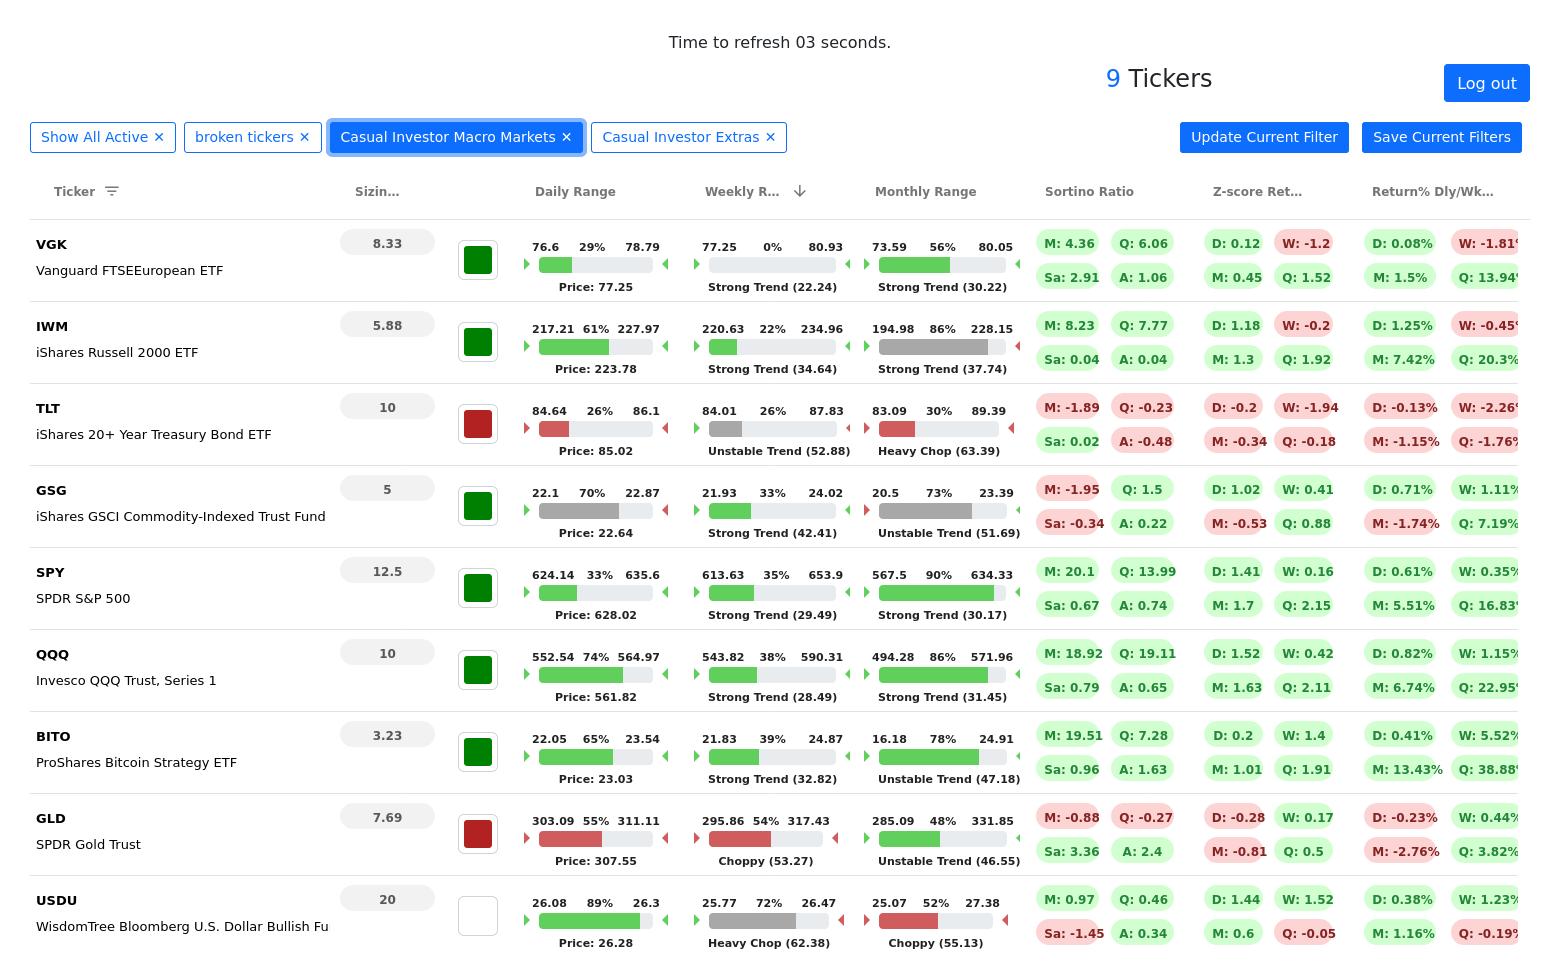 Time to refresh 03 seconds.
9 Tickers
Log out
Show All Active ✕ broken tickers ✕ Casual Investor Macro Markets ✕ Casual Investor Extras ✕ Update Current Filter Save Current Filters
Ticker Sizin… Daily Range Weekly R… Monthly Range Sortino Ratio Z-score Ret… Return% Dly/Wk…
VGK 8.33 76.6 29% 78.79 77.25 0% 80.93 73.59 56% 80.05 M: 4.36 Q: 6.06 D: 0.12 W: -1.2 D: 0.08% W: -1.81%
Vanguard FTSEEuropean ETF Price: 77.25 Strong Trend (22.24) Strong Trend (30.22) Sa: 2.91 A: 1.06 M: 0.45 Q: 1.52 M: 1.5% Q: 13.94%
IWM 5.88 217.21 61% 227.97 220.63 22% 234.96 194.98 86% 228.15 M: 8.23 Q: 7.77 D: 1.18 W: -0.2 D: 1.25% W: -0.45%
iShares Russell 2000 ETF Price: 223.78 Strong Trend (34.64) Strong Trend (37.74) Sa: 0.04 A: 0.04 M: 1.3 Q: 1.92 M: 7.42% Q: 20.3%
TLT 10 84.64 26% 86.1 84.01 26% 87.83 83.09 30% 89.39 M: -1.89 Q: -0.23 D: -0.2 W: -1.94 D: -0.13% W: -2.26%
iShares 20+ Year Treasury Bond ETF Price: 85.02 Unstable Trend (52.88) Heavy Chop (63.39) Sa: 0.02 A: -0.48 M: -0.34 Q: -0.18 M: -1.15% Q: -1.76%
GSG 5 22.1 70% 22.87 21.93 33% 24.02 20.5 73% 23.39 M: -1.95 Q: 1.5 D: 1.02 W: 0.41 D: 0.71% W: 1.11%
iShares GSCI Commodity-Indexed Trust Fund Price: 22.64 Strong Trend (42.41) Unstable Trend (51.69) Sa: -0.34 A: 0.22 M: -0.53 Q: 0.88 M: -1.74% Q: 7.19%
SPY 12.5 624.14 33% 635.6 613.63 35% 653.9 567.5 90% 634.33 M: 20.1 Q: 13.99 D: 1.41 W: 0.16 D: 0.61% W: 0.35%
SPDR S&P 500 Price: 628.02 Strong Trend (29.49) Strong Trend (30.17) Sa: 0.67 A: 0.74 M: 1.7 Q: 2.15 M: 5.51% Q: 16.83%
QQQ 10 552.54 74% 564.97 543.82 38% 590.31 494.28 86% 571.96 M: 18.92 Q: 19.11 D: 1.52 W: 0.42 D: 0.82% W: 1.15%
Invesco QQQ Trust, Series 1 Price: 561.82 Strong Trend (28.49) Strong Trend (31.45) Sa: 0.79 A: 0.65 M: 1.63 Q: 2.11 M: 6.74% Q: 22.95%
BITO 3.23 22.05 65% 23.54 21.83 39% 24.87 16.18 78% 24.91 M: 19.51 Q: 7.28 D: 0.2 W: 1.4 D: 0.41% W: 5.52%
ProShares Bitcoin Strategy ETF Price: 23.03 Strong Trend (32.82) Unstable Trend (47.18) Sa: 0.96 A: 1.63 M: 1.01 Q: 1.91 M: 13.43% Q: 38.88%
GLD 7.69 303.09 55% 311.11 295.86 54% 317.43 285.09 48% 331.85 M: -0.88 Q: -0.27 D: -0.28 W: 0.17 D: -0.23% W: 0.44%
SPDR Gold Trust Price: 307.55 Choppy (53.27) Unstable Trend (46.55) Sa: 3.36 A: 2.4 M: -0.81 Q: 0.5 M: -2.76% Q: 3.82%
USDU 20 26.08 89% 26.3 25.77 72% 26.47 25.07 52% 27.38 M: 0.97 Q: 0.46 D: 1.44 W: 1.52 D: 0.38% W: 1.23%
WisdomTree Bloomberg U.S. Dollar Bullish Fu Price: 26.28 Heavy Chop (62.38) Choppy (55.13) Sa: -1.45 A: 0.34 M: 0.6 Q: -0.05 M: 1.16% Q: -0.19%